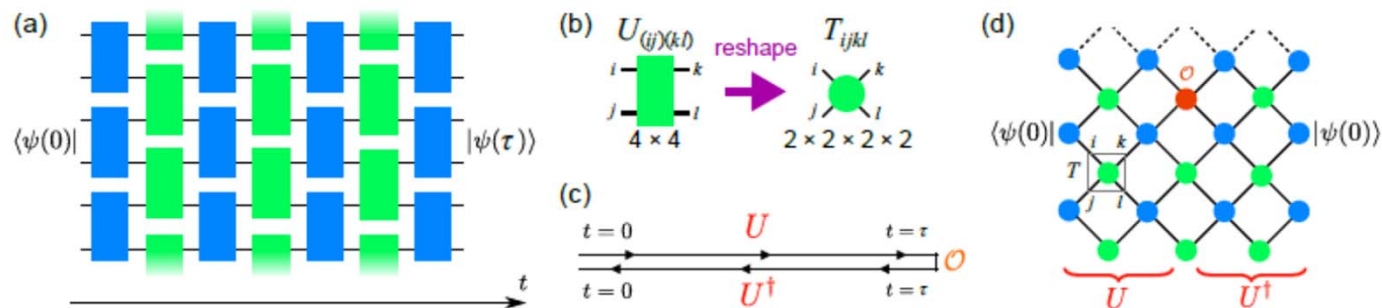 (a)
⟨ψ(0)|
|ψ(τ)⟩
t
(b)
U(ij)(kl)
i
k
j
l
4 × 4
reshape
Tijkl
i
k
j
l
2 × 2 × 2 × 2
(c)
t = 0
U
t = τ
𝒪
t = 0
U†
t = τ
(d)
𝒪
⟨ψ(0)|
|ψ(0)⟩
i k
T
j l
U
U†